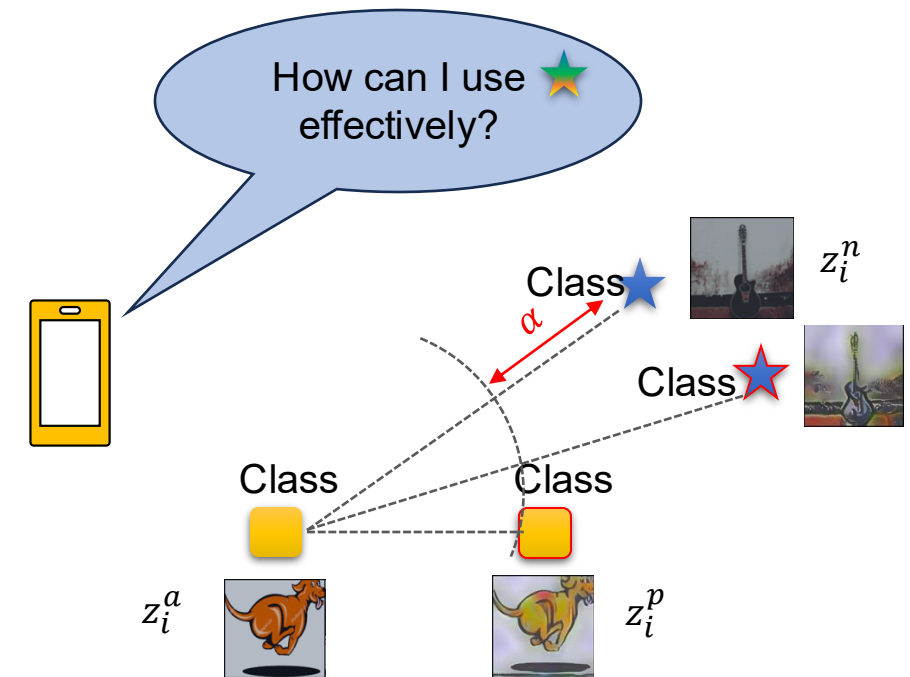 How can I use
effectively?
Class
z_i^n
α
Class
Class
Class
z_i^a
z_i^p